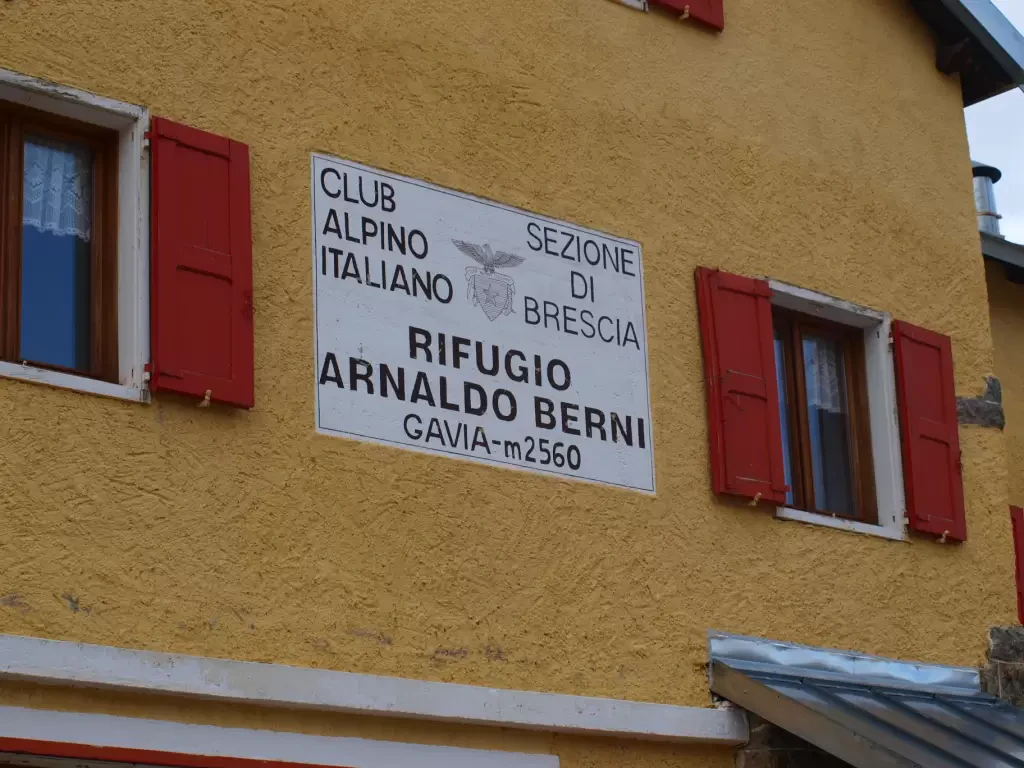 CLUB
ALPINO
ITALIANO
SEZIONE
DI
BRESCIA
RIFUGIO
ARNALDO BERNI
GAVIA-m2560